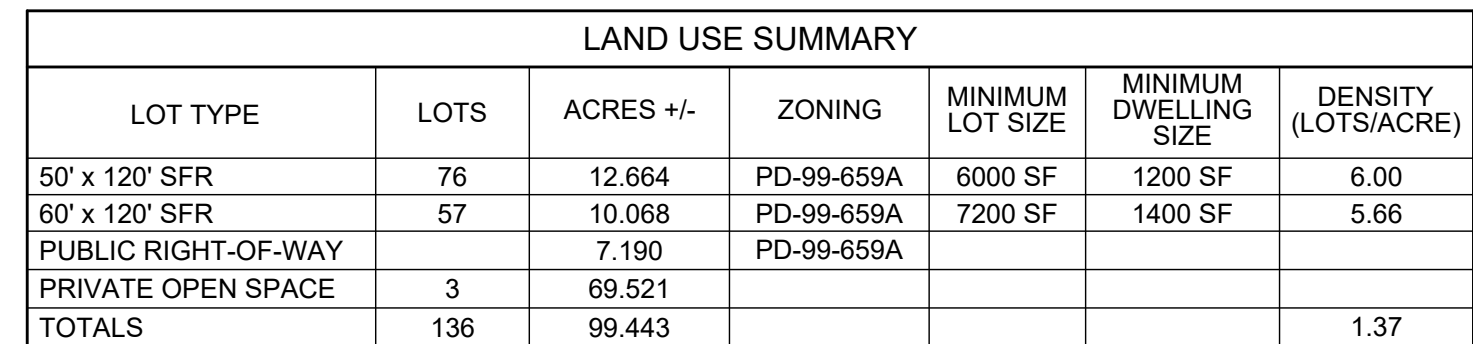 LAND USE SUMMARY
LOT TYPE LOTS ACRES +/- ZONING MINIMUM LOT SIZE MINIMUM DWELLING SIZE DENSITY (LOTS/ACRE)
50' x 120' SFR 76 12.664 PD-99-659A 6000 SF 1200 SF 6.00
60' x 120' SFR 57 10.068 PD-99-659A 7200 SF 1400 SF 5.66
PUBLIC RIGHT-OF-WAY 7.190 PD-99-659A
PRIVATE OPEN SPACE 3 69.521
TOTALS 136 99.443 1.37